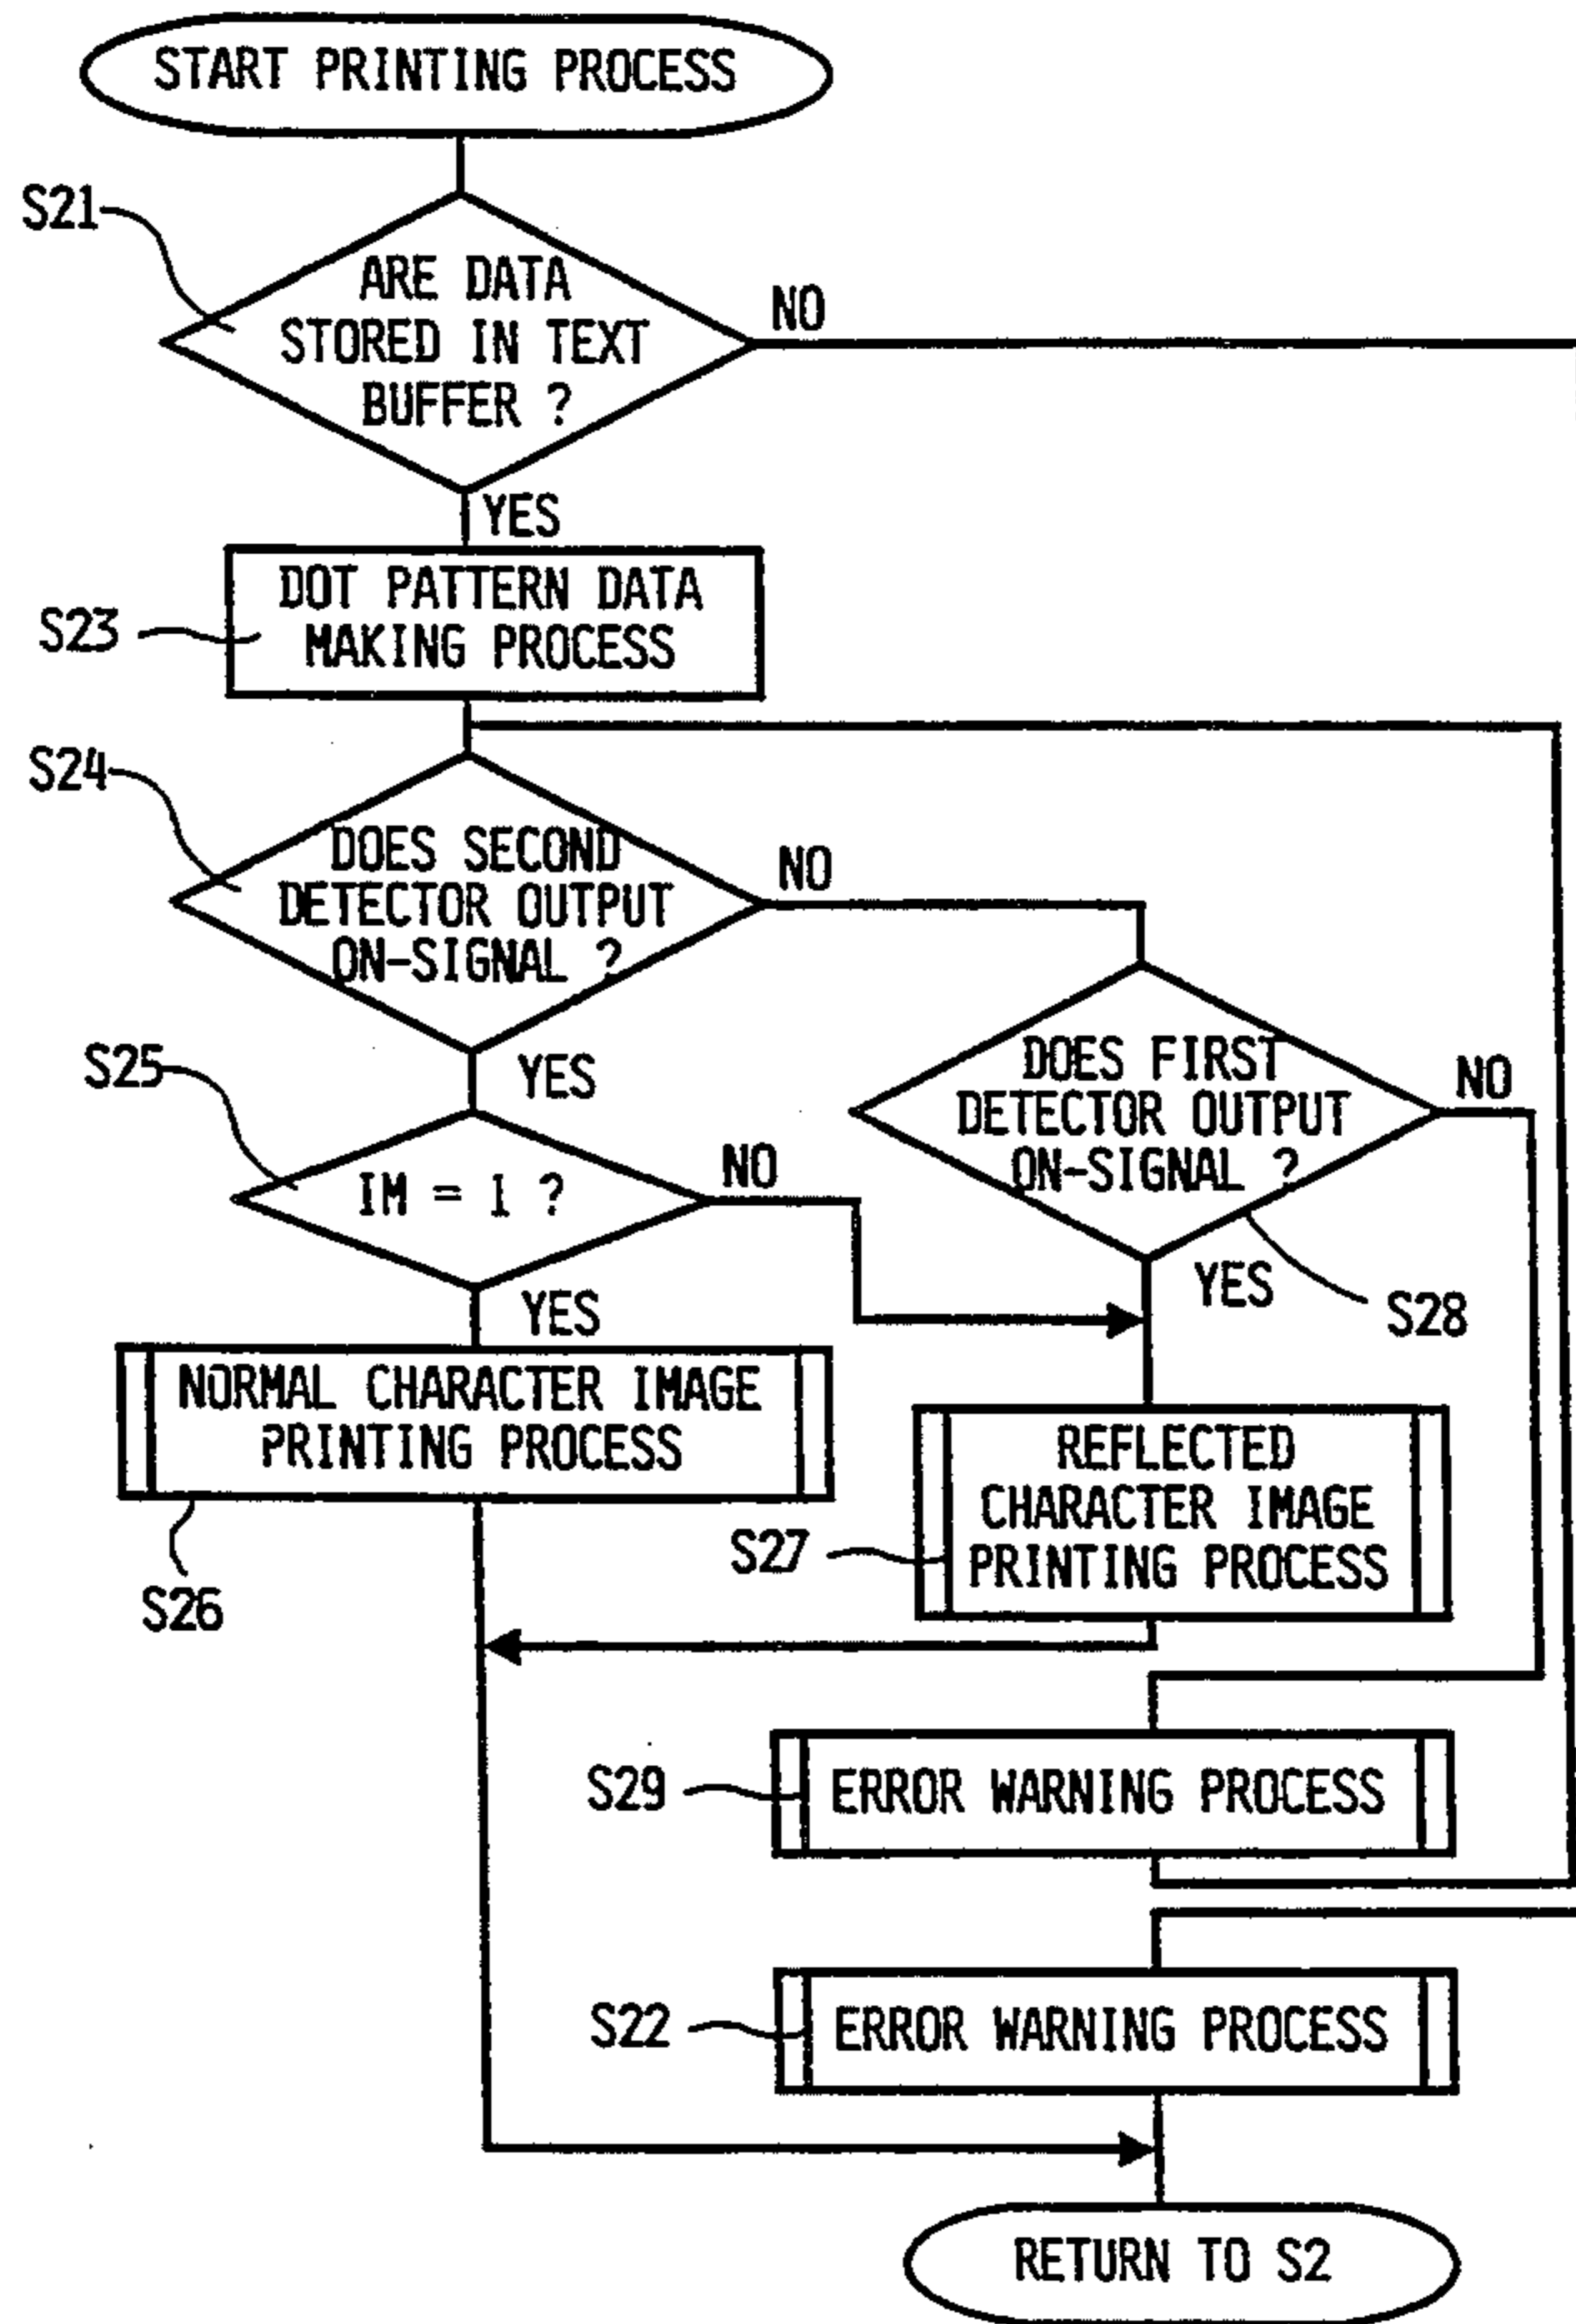 START PRINTING PROCESS
S21
ARE DATA
STORED IN TEXT
BUFFER ?
NO
YES
DOT PATTERN DATA
MAKING PROCESS
S23
S24
DOES SECOND
DETECTOR OUTPUT
ON-SIGNAL ?
NO
YES
S25
IM = 1 ?
NO
YES
DOES FIRST
DETECTOR OUTPUT
ON-SIGNAL ?
NO
YES
S28
NORMAL CHARACTER IMAGE
PRINTING PROCESS
S26
REFLECTED
CHARACTER IMAGE
PRINTING PROCESS
S27
S29
ERROR WARNING PROCESS
S22
ERROR WARNING PROCESS
RETURN TO S2